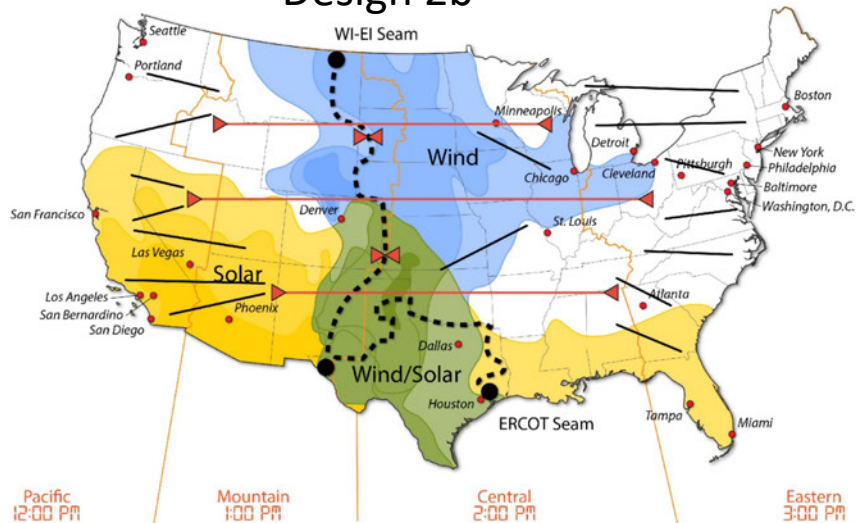 Design 2b
WI-EI Seam
Seattle
Portland
Minneapolis
Boston
Detroit
New York
Wind
Pittsburgh
Philadelphia
Chicago
Cleveland
Baltimore
Washington, D.C.
San Francisco
Denver
St. Louis
Las Vegas
Solar
Los Angeles
San Bernardino
San Diego
Phoenix
Atlanta
Dallas
Wind/Solar
Houston
ERCOT Seam
Tampa
Miami
Pacific
12:00 PM
Mountain
1:00 PM
Central
2:00 PM
Eastern
3:00 PM